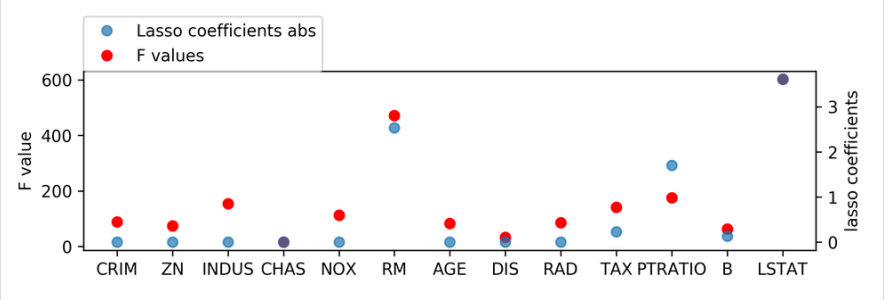 Lasso coefficients abs
F values
600
400
200
0
F value
3
2
1
0
lasso coefficients
CRIM ZN INDUS CHAS NOX RM AGE DIS RAD TAX PTRATIO B LSTAT